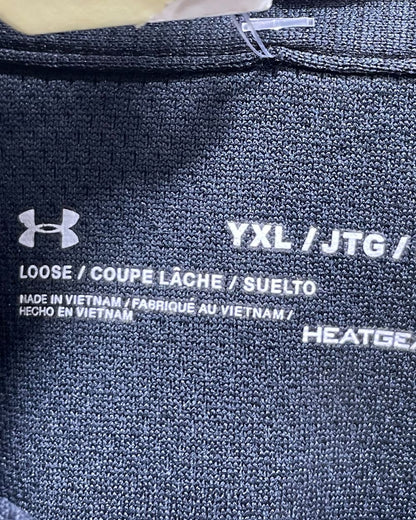 YXL / JTG /
LOOSE / COUPE LÂCHE / SUELTO
MADE IN VIETNAM / FABRIQUÉ AU VIETNAM /
HECHO EN VIETNAM